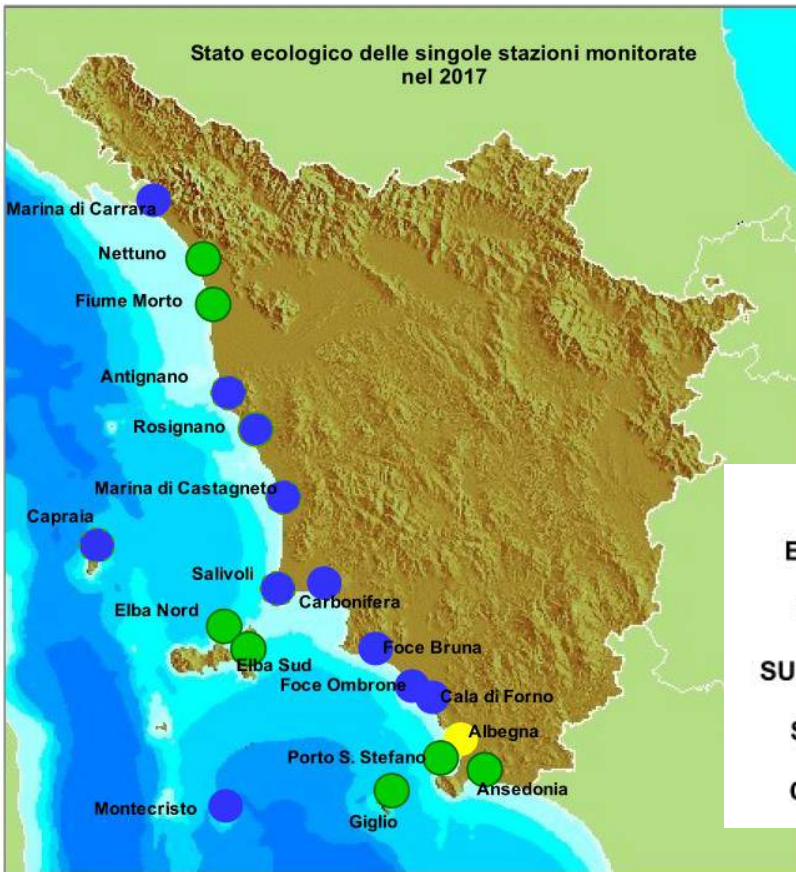 Stato ecologico delle singole stazioni monitorate
nel 2017
Marina di Carrara
Nettuno
Fiume Morto
Antignano
Rosignano
Marina di Castagneto
Capraia
Salivoli
Carbonifera
Elba Nord
Elba Sud
Foce Bruna
Foce Ombrone
Cala di Forno
Albegna
Porto S. Stefano
Ansedonia
Giglio
Montecristo
E
SU
S